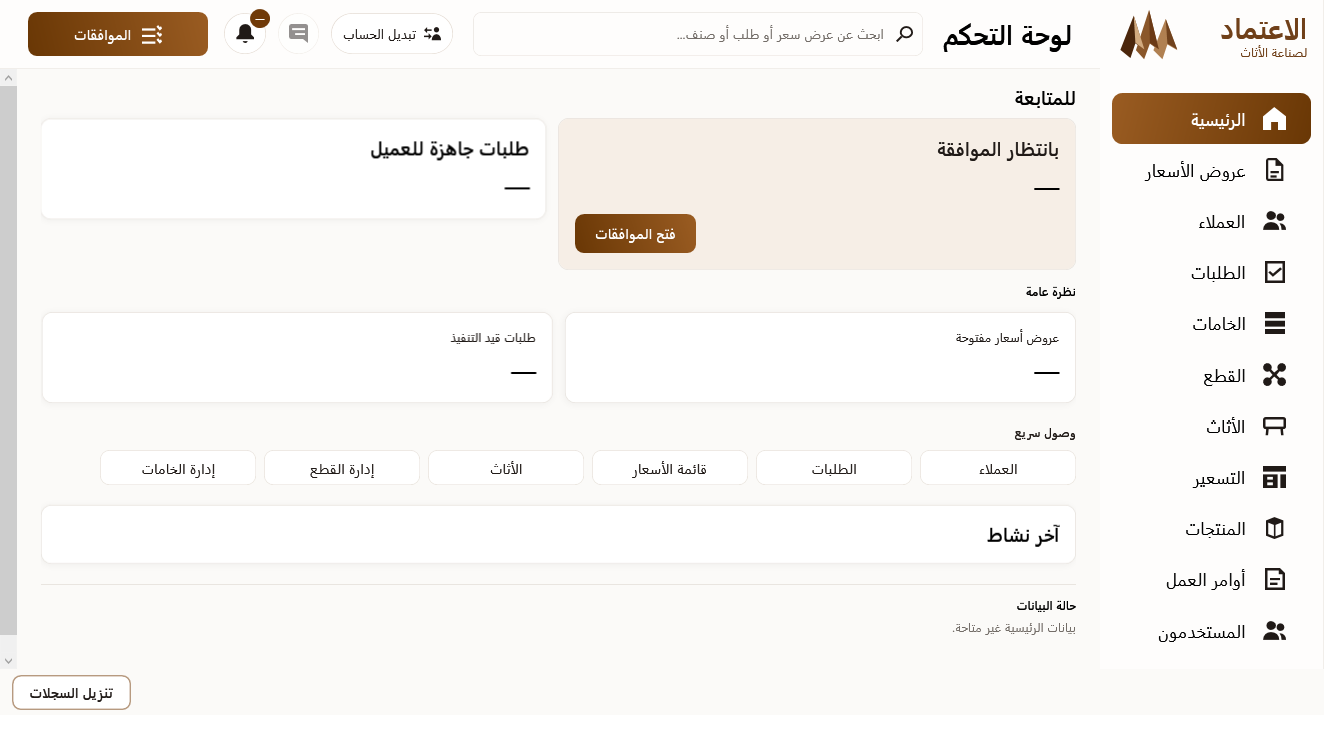 الاعتماد
لصناعة الأثاث
لوحة التحكم
ابحث عن عرض سعر أو طلب أو صنف...
تبديل الحساب
—
الموافقات
الرئيسية
عروض الأسعار
العملاء
الطلبات
الخامات
القطع
الأثاث
التسعير
المنتجات
أوامر العمل
المستخدمون
للمتابعة
بانتظار الموافقة
—
فتح الموافقات
طلبات جاهزة للعميل
—
نظرة عامة
عروض أسعار مفتوحة
—
طلبات قيد التنفيذ
—
وصول سريع
العملاء
الطلبات
قائمة الأسعار
الأثاث
إدارة القطع
إدارة الخامات
آخر نشاط
حالة البيانات
بيانات الرئيسية غير متاحة.
تنزيل السجلات